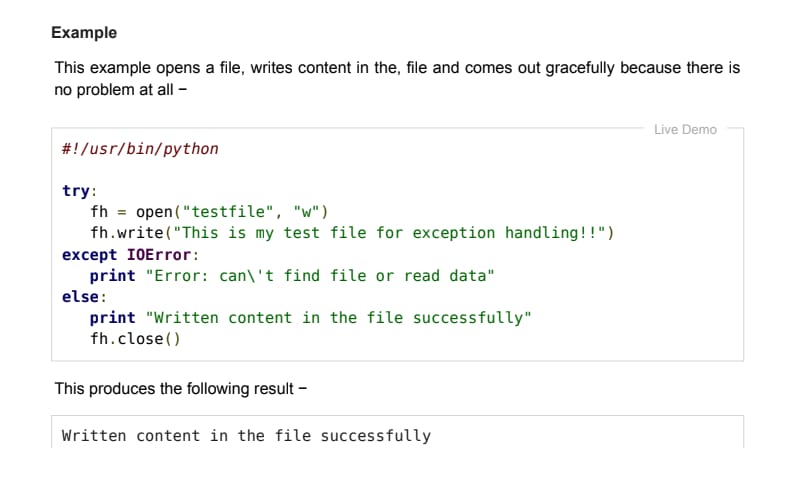 Example
This example opens a file, writes content in the, file and comes out gracefully because there is
no problem at all −
Live Demo
#!/usr/bin/python
try:
   fh = open("testfile", "w")
   fh.write("This is my test file for exception handling!!")
except IOError:
   print "Error: can\'t find file or read data"
else:
   print "Written content in the file successfully"
   fh.close()
This produces the following result −
Written content in the file successfully